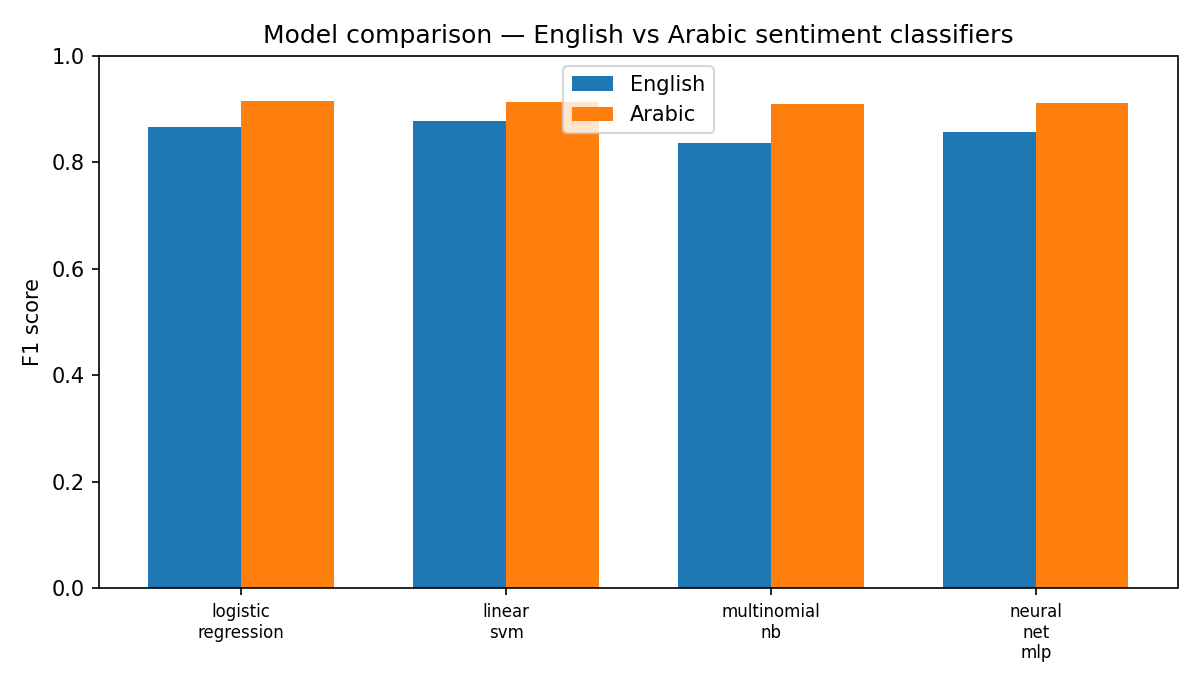 Model comparison — English vs Arabic sentiment classifiers
English
Arabic
F1 score
1.0
0.8
0.6
0.4
0.2
0.0
logistic
regression
linear
svm
multinomial
nb
neural
net
mlp